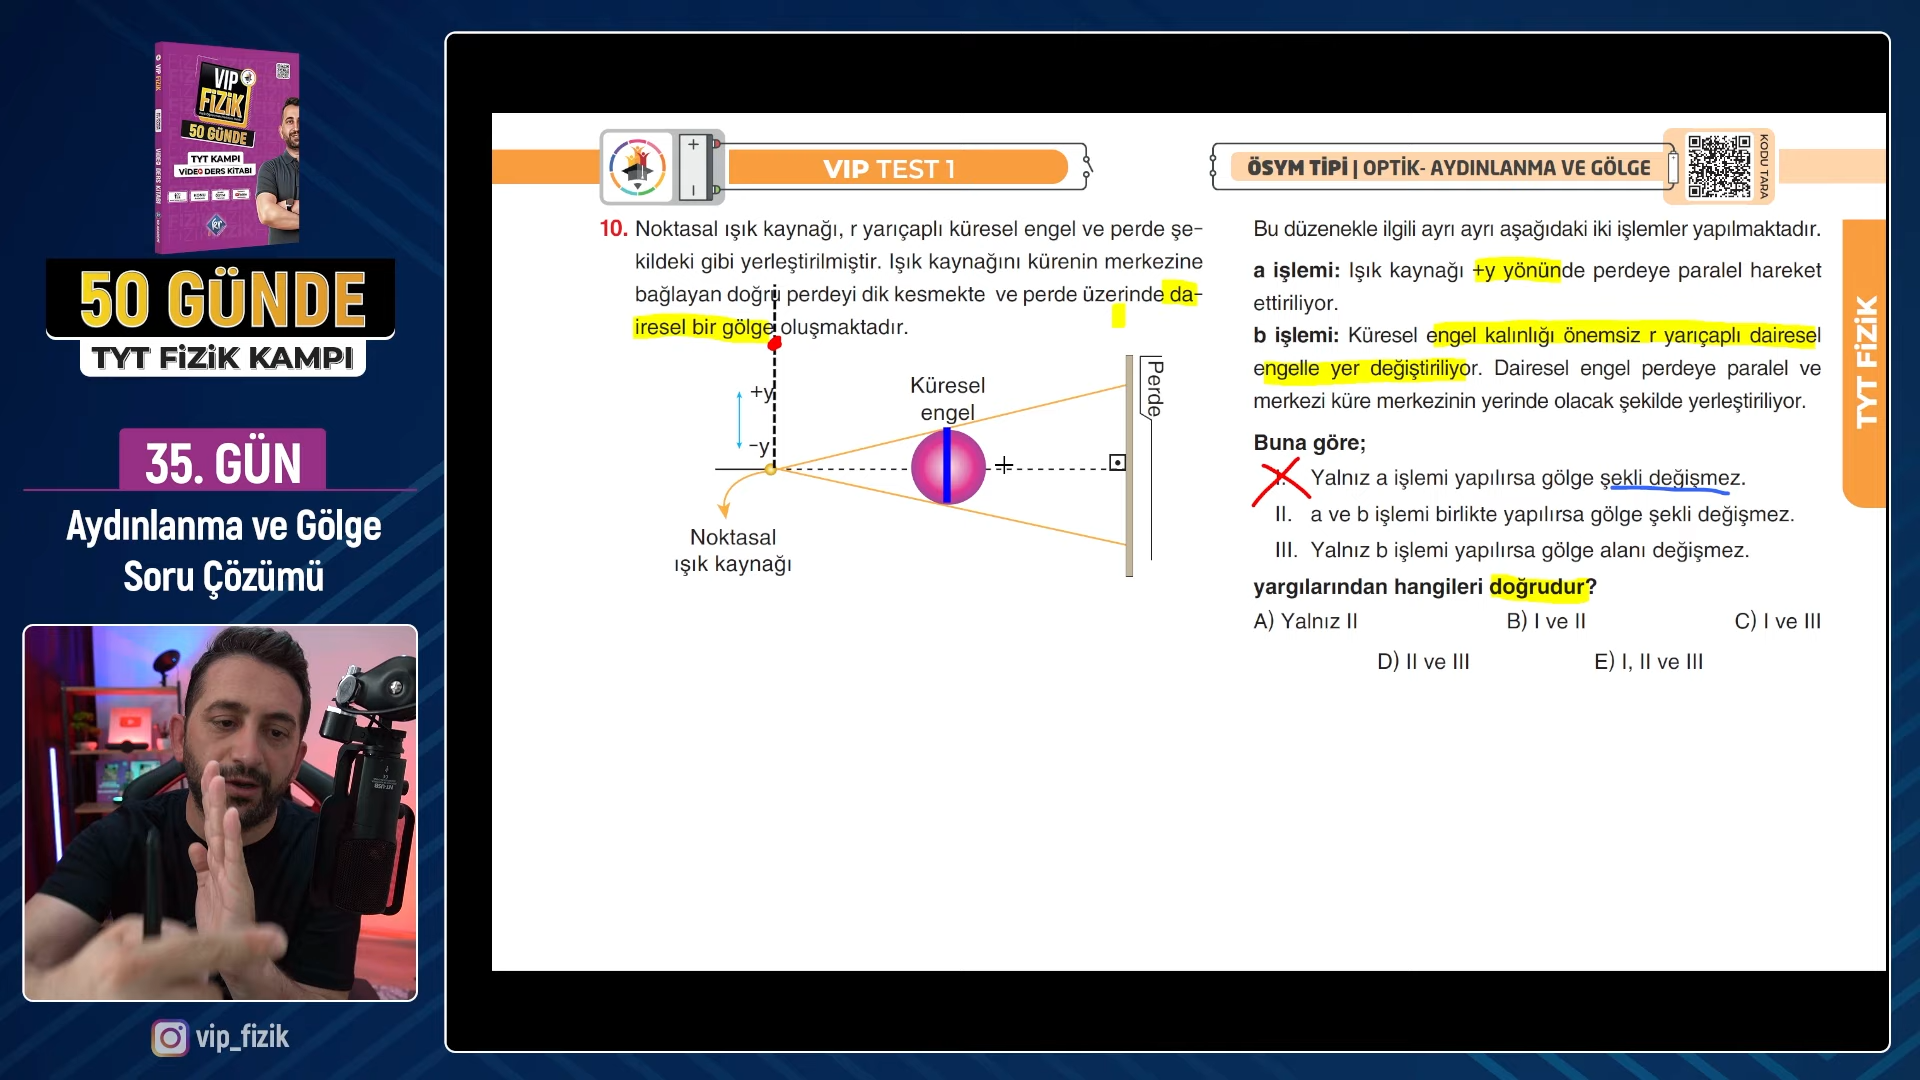 VIP
FİZİK
50 GÜNDE
TYT KAMPI
VİDEO DERS KİTABI
50 GÜNDE
TYT FİZİK KAMPI
35. GÜN
Aydınlanma ve Gölge
Soru Çözümü
vip_fizik
VIP TEST 1
ÖSYM TİPİ | OPTİK- AYDINLANMA VE GÖLGE
KODU TARA
TYT FİZİK
10. Noktasal ışık kaynağı, r yarıçaplı küresel engel ve perde şe-
kildeki gibi yerleştirilmiştir. Işık kaynağını kürenin merkezine
bağlayan doğru perdeyi dik kesmekte ve perde üzerinde da-
iresel bir gölge oluşmaktadır.
+y
−y
Küresel
engel
Perde
Noktasal
ışık kaynağı
Bu düzenekle ilgili ayrı ayrı aşağıdaki iki işlemler yapılmaktadır.
a işlemi: Işık kaynağı +y yönünde perdeye paralel hareket
ettiriliyor.
b işlemi: Küresel engel kalınlığı önemsiz r yarıçaplı dairesel
engelle yer değiştiriliyor. Dairesel engel perdeye paralel ve
merkezi küre merkezinin yerinde olacak şekilde yerleştiriliyor.
Buna göre;
I. Yalnız a işlemi yapılırsa gölge şekli değişmez.
II. a ve b işlemi birlikte yapılırsa gölge şekli değişmez.
III. Yalnız b işlemi yapılırsa gölge alanı değişmez.
yargılarından hangileri doğrudur?
A) Yalnız II B) I ve II C) I ve III
D) II ve III E) I, II ve III